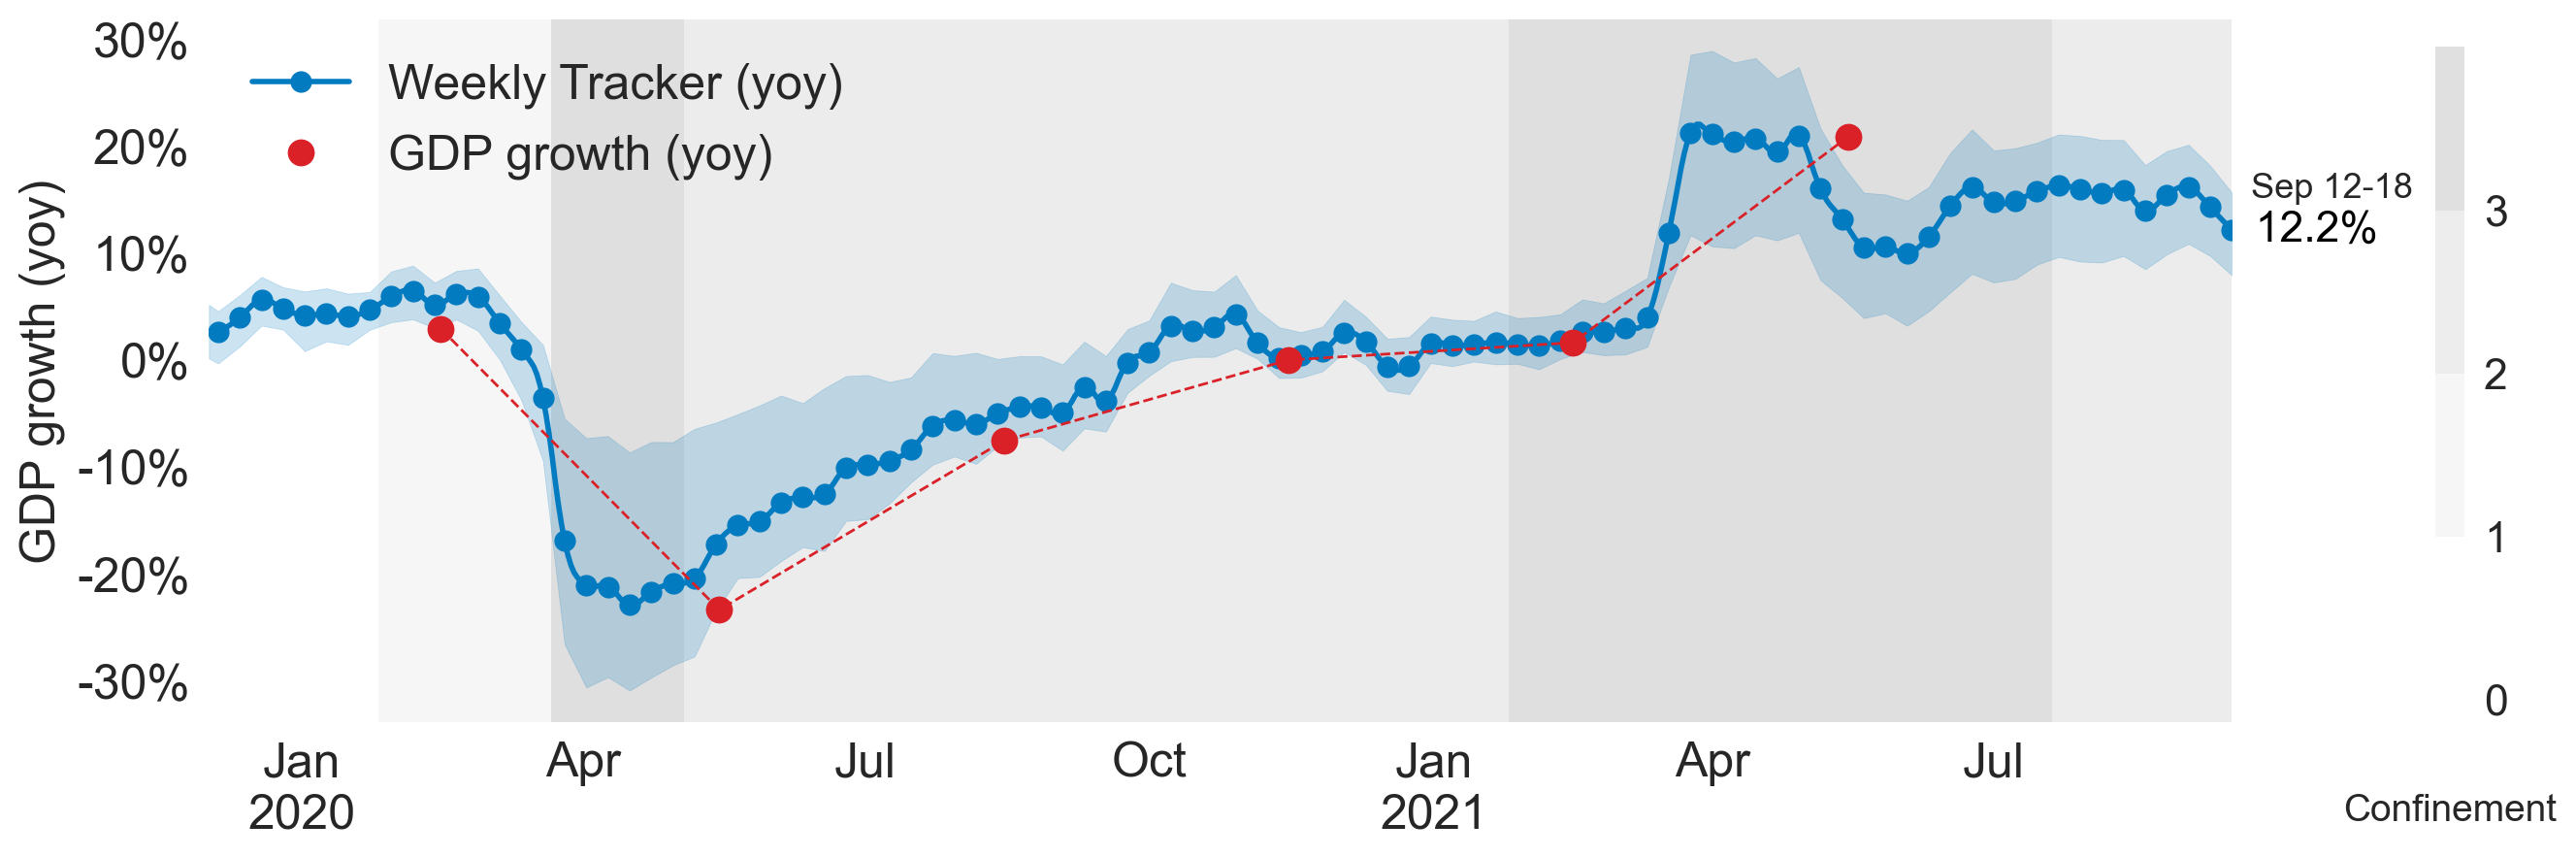 GDP growth (yoy)
30%
20%
10%
0%
-10%
-20%
-30%
Weekly Tracker (yoy)
GDP growth (yoy)
Sep 12-18
12.2%
3
2
1
0
Jan Apr Jul Oct Jan Apr Jul
2020 2021
Confinement